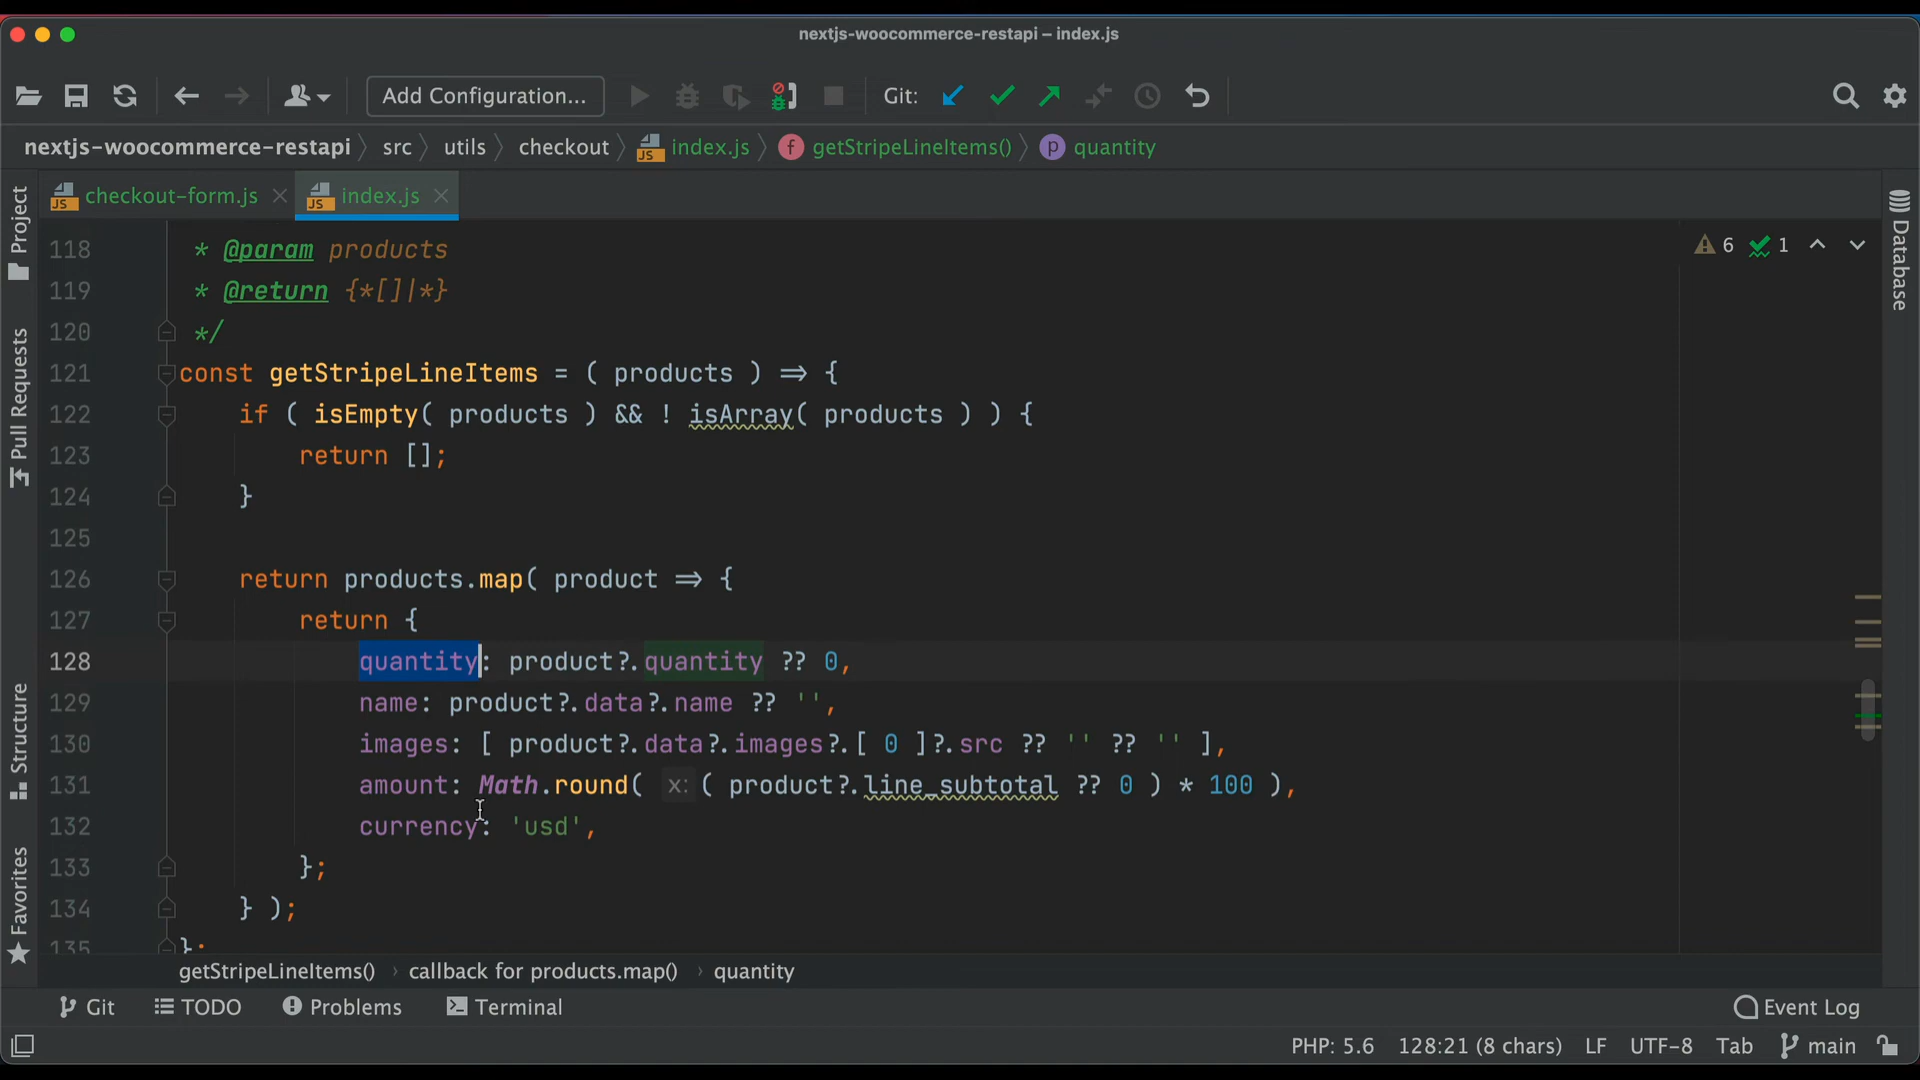 nextjs-woocommerce-restapi – index.js
Add Configuration... Git:
nextjs-woocommerce-restapi src utils checkout index.js getStripeLineItems() quantity
checkout-form.js index.js
Project
Pull Requests
Structure
Favorites
Database
6 1
118 * @param products
119 * @return {*[]|*}
120 */
121 const getStripeLineItems = ( products ) => {
122 if ( isEmpty( products ) && ! isArray( products ) ) {
123 return [];
124 }
125
126 return products.map( product => {
127 return {
128 quantity: product?.quantity ?? 0,
129 name: product?.data?.name ?? '',
130 images: [ product?.data?.images?.[ 0 ]?.src ?? '' ?? '' ],
131 amount: Math.round( x: ( product?.line_subtotal ?? 0 ) * 100 ),
132 currency: 'usd',
133 };
134 } );
135 };
getStripeLineItems() › callback for products.map() › quantity
Git TODO Problems Terminal Event Log
PHP: 5.6 128:21 (8 chars) LF UTF-8 Tab main